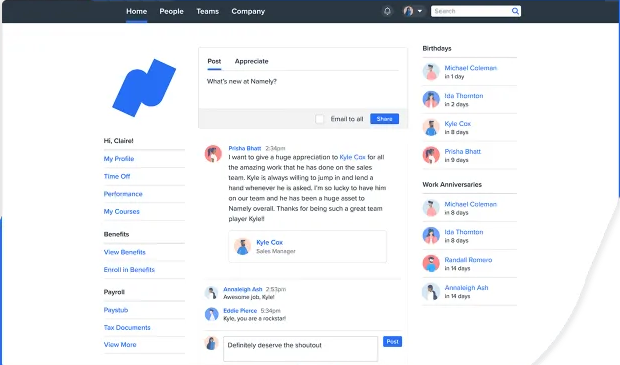 Home People Teams Company Search
Post Appreciate
What's new at Namely?
Email to all Share
Hi, Claire!
My Profile
Time Off
Performance
My Courses
Benefits
View Benefits
Enroll in Benefits
Payroll
Paystub
Tax Documents
View More
Prisha Bhatt 2:34pm
I want to give a huge appreciation to Kyle Cox for all
the amazing work that he has done on the sales
team. Kyle is always willing to jump in and lend a
hand whenever he is asked. I'm so lucky to have him
on our team and he has been a huge asset to
Namely overall. Thanks for being such a great team
player Kyle!!
Kyle Cox
Sales Manager
Annaleigh Ash 2:53pm
Awesome job, Kyle!
Eddie Pierce 5:34pm
Kyle, you are a rockstar!
Definitely deserve the shoutout
Post
Birthdays
Michael Coleman
in 1 day
Ida Thornton
in 2 days
Kyle Cox
in 8 days
Prisha Bhatt
in 9 days
Work Anniversaries
Michael Coleman
in 8 days
Ida Thornton
in 8 days
Randall Romero
in 14 days
Annaleigh Ash
in 14 days